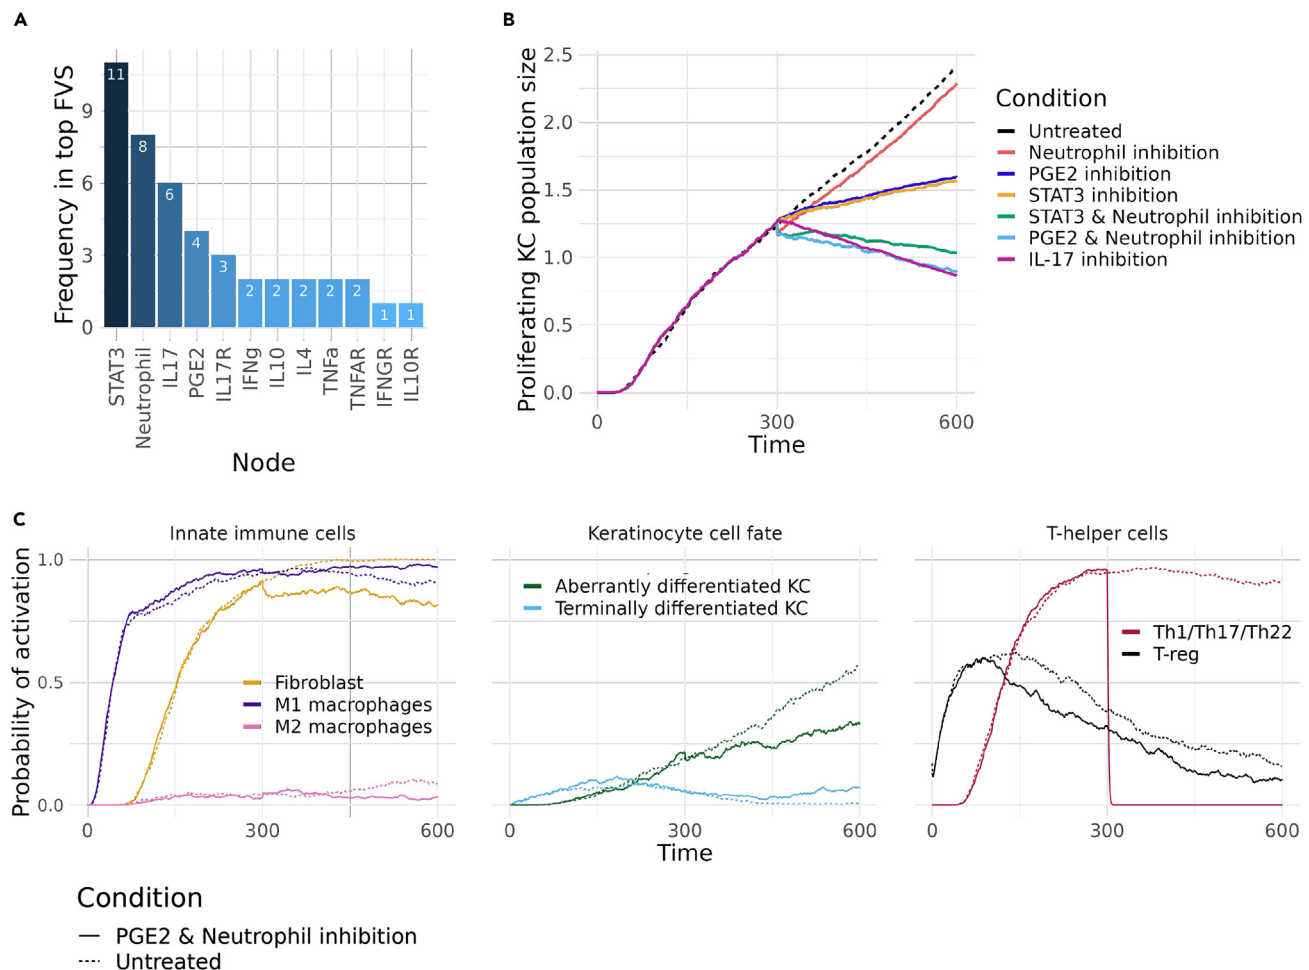 A
Frequency in top FVS
9
6
3
0
11
8
6
4
3
2
2
2
2
2
1
1
STAT3
Neutrophil
IL17
PGE2
IL17R
IFNg
IL10
IL4
TNFa
TNFAR
IFNGR
IL10R
Node
B
Proliferating KC population size
2.5
2.0
1.5
1.0
0.5
0.0
0
300
600
Time
Condition
Untreated
Neutrophil inhibition
PGE2 inhibition
STAT3 inhibition
STAT3 & Neutrophil inhibition
PGE2 & Neutrophil inhibition
IL-17 inhibition
C
Probability of activation
Innate immune cells
1.0
0.5
0.0
Fibroblast
M1 macrophages
M2 macrophages
0
300
600
Keratinocyte cell fate
Aberrantly differentiated KC
Terminally differentiated KC
0
300
600
Time
T-helper cells
Th1/Th17/Th22
T-reg
0
300
600
Condition
PGE2 & Neutrophil inhibition
Untreated